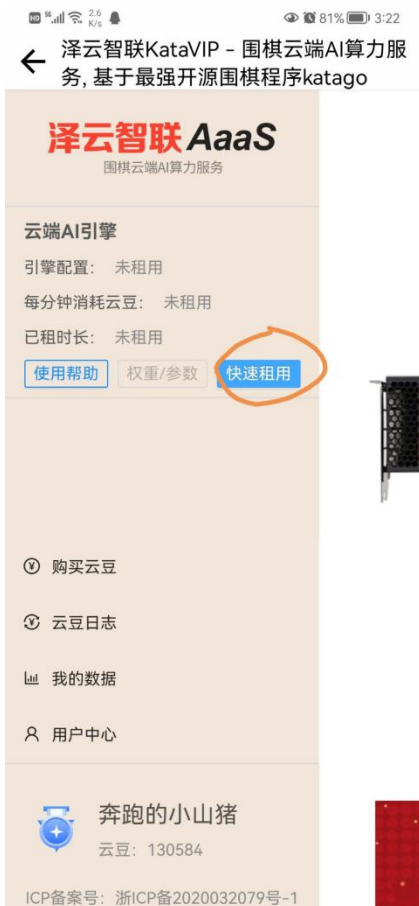 HD 5G 2.6 K/s 81% 3:22
泽云智联KataVIP - 围棋云端AI算力服
务, 基于最强开源围棋程序katago
泽云智联 AaaS
围棋云端AI算力服务
云端AI引擎
引擎配置： 未租用
每分钟消耗云豆： 未租用
已租时长： 未租用
使用帮助 权重/参数 快速租用
购买云豆
云豆日志
我的数据
用户中心
奔跑的小山猪
云豆: 130584
ICP备案号: 浙ICP备2020032079号-1